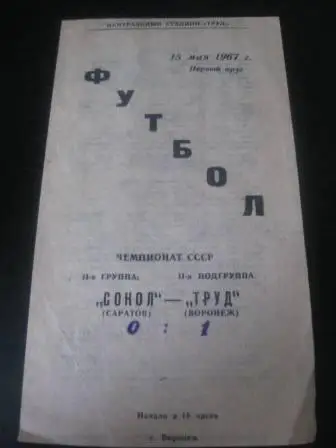 ЦЕНТРАЛЬНЫЙ СТАДИОН «ТРУД»
15 мая 1967 г.
Первый круг
ФУТБОЛ
ЧЕМПИОНАТ СССР
II-я ГРУППА; II-я ПОДГРУППА
„СОКОЛ" — „ТРУД"
(САРАТОВ) (ВОРОНЕЖ)
0 : 1
Начало в 18 часов
г. Воронеж